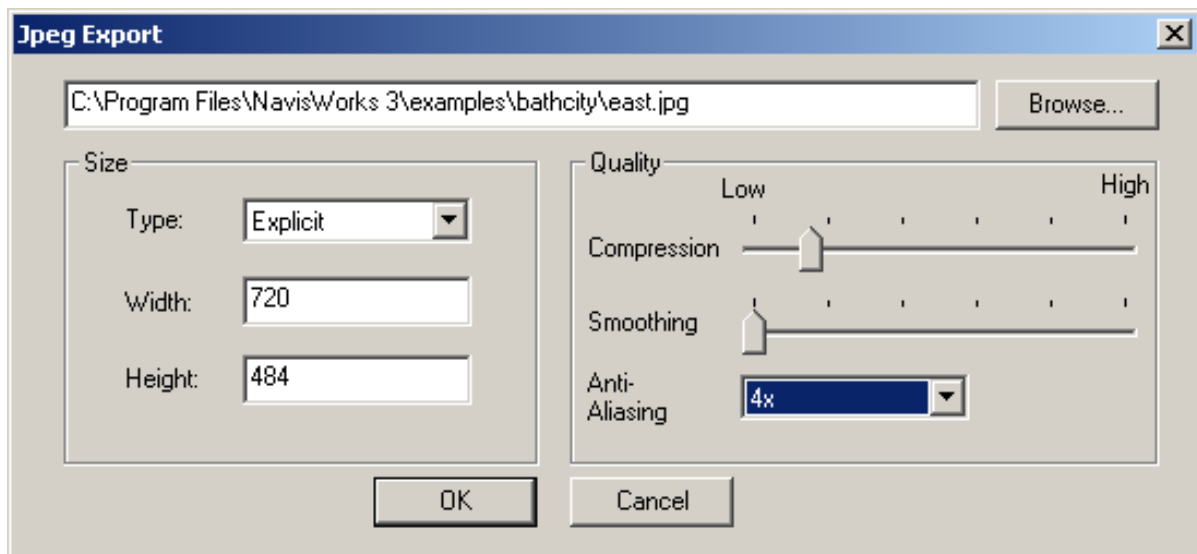 Jpeg Export
C:\Program Files\NavisWorks 3\examples\bathcity\east.jpg
Browse...
Size
Type:
Explicit
Width:
720
Height:
484
Quality
Low
High
Compression
Smoothing
Anti-
Aliasing
4x
OK
Cancel